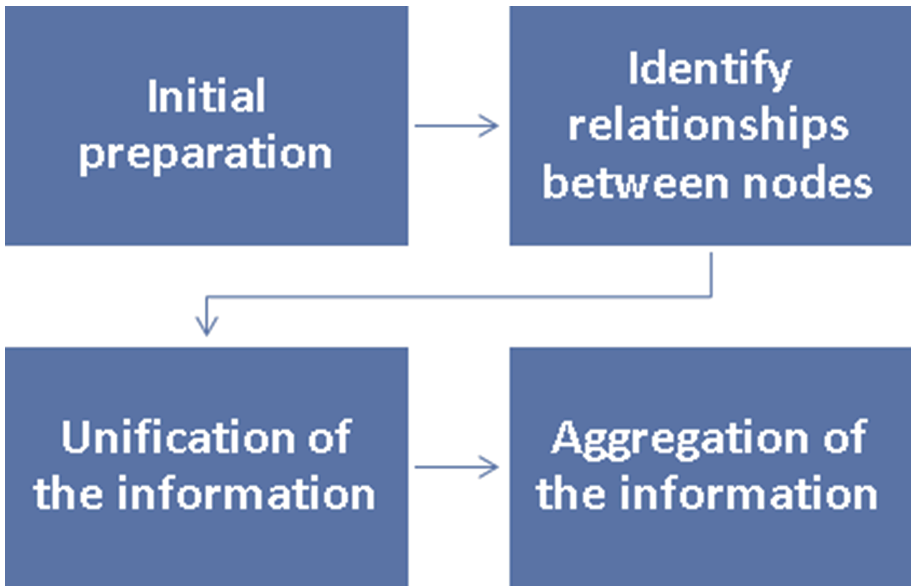 Initial
preparation
Identify
relationships
between nodes
Unification of
the information
Aggregation of
the information